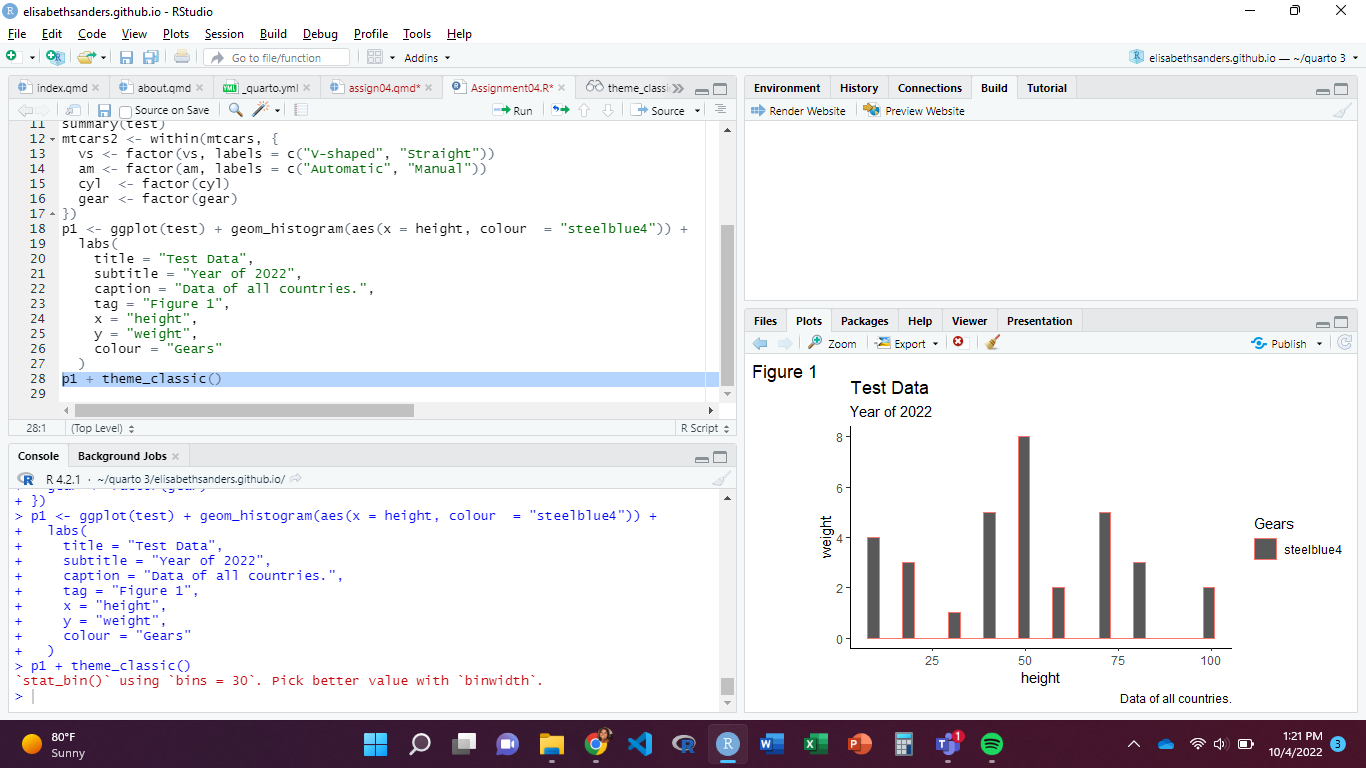 elisabethsanders.github.io - RStudio
File Edit Code View Plots Session Build Debug Profile Tools Help
Go to file/function Addins elisabethsanders.github.io — ~/quarto 3
index.qmd about.qmd _quarto.yml assign04.qmd* Assignment04.R* theme_classi
Source on Save Run Source
11 summary(test)
12 mtcars2 <- within(mtcars, {
13 vs <- factor(vs, labels = c("V-shaped", "Straight"))
14 am <- factor(am, labels = c("Automatic", "Manual"))
15 cyl  <- factor(cyl)
16 gear <- factor(gear)
17 })
18 p1 <- ggplot(test) + geom_histogram(aes(x = height, colour  = "steelblue4")) +
19 labs(
20 title = "Test Data",
21 subtitle = "Year of 2022",
22 caption = "Data of all countries.",
23 tag = "Figure 1",
24 x = "height",
25 y = "weight",
26 colour = "Gears"
27 )
28 p1 + theme_classic()
29
28:1 (Top Level) R Script
Console Background Jobs
R 4.2.1 · ~/quarto 3/elisabethsanders.github.io/
+ gear <- factor(gear)
+ })
> p1 <- ggplot(test) + geom_histogram(aes(x = height, colour  = "steelblue4")) +
+ labs(
+ title = "Test Data",
+ subtitle = "Year of 2022",
+ caption = "Data of all countries.",
+ tag = "Figure 1",
+ x = "height",
+ y = "weight",
+ colour = "Gears"
+ )
> p1 + theme_classic()
`stat_bin()` using `bins = 30`. Pick better value with `binwidth`.
>
Environment History Connections Build Tutorial
Render Website Preview Website
Files Plots Packages Help Viewer Presentation
Zoom Export Publish
Figure 1
Test Data
Year of 2022
8
6
4
2
0
weight
25 50 75 100
height
Gears
steelblue4
Data of all countries.
80°F
Sunny
1
1:21 PM
10/4/2022
3